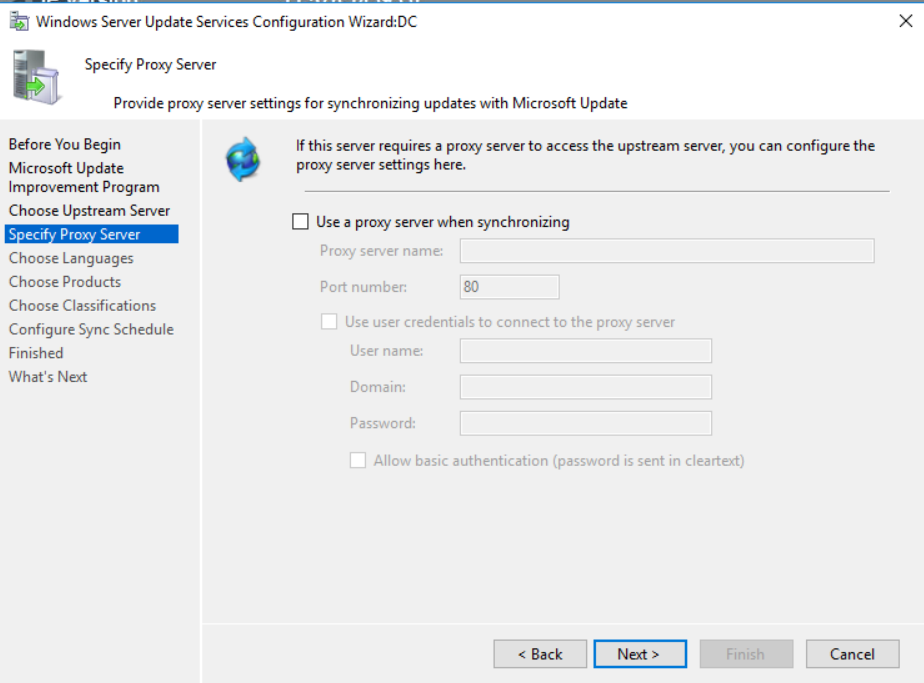 Windows Server Update Services Configuration Wizard:DC
Specify Proxy Server
Provide proxy server settings for synchronizing updates with Microsoft Update
Before You Begin
Microsoft Update
Improvement Program
Choose Upstream Server
Specify Proxy Server
Choose Languages
Choose Products
Choose Classifications
Configure Sync Schedule
Finished
What's Next
If this server requires a proxy server to access the upstream server, you can configure the
proxy server settings here.
Use a proxy server when synchronizing
Proxy server name:
Port number: 80
Use user credentials to connect to the proxy server
User name:
Domain:
Password:
Allow basic authentication (password is sent in cleartext)
< Back Next > Finish Cancel